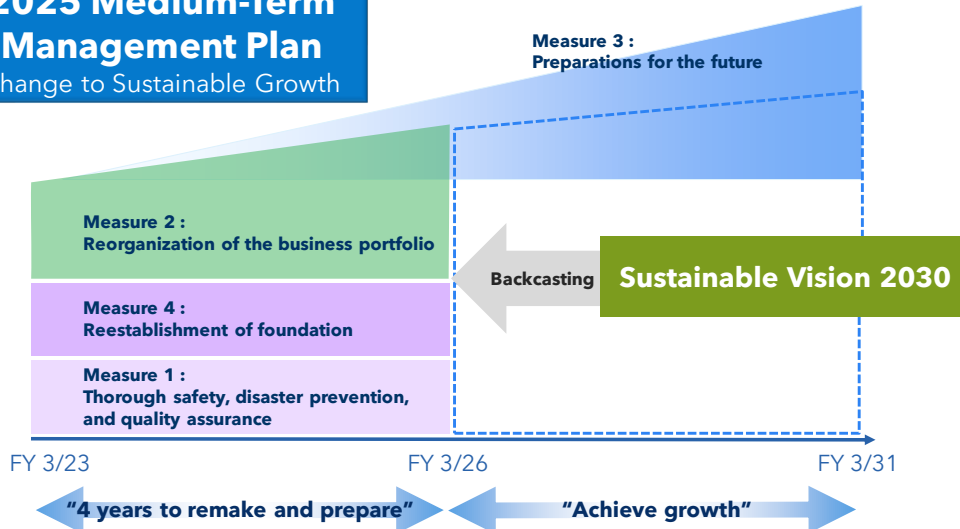 2025 Medium-Term
Management Plan
hange to Sustainable Growth
Measure 3 :
Preparations for the future
Measure 2 :
Reorganization of the business portfolio
Backcasting
Sustainable Vision 2030
Measure 4 :
Reestablishment of foundation
Measure 1 :
Thorough safety, disaster prevention,
and quality assurance
FY 3/23
FY 3/26
FY 3/31
“4 years to remake and prepare”
“Achieve growth”